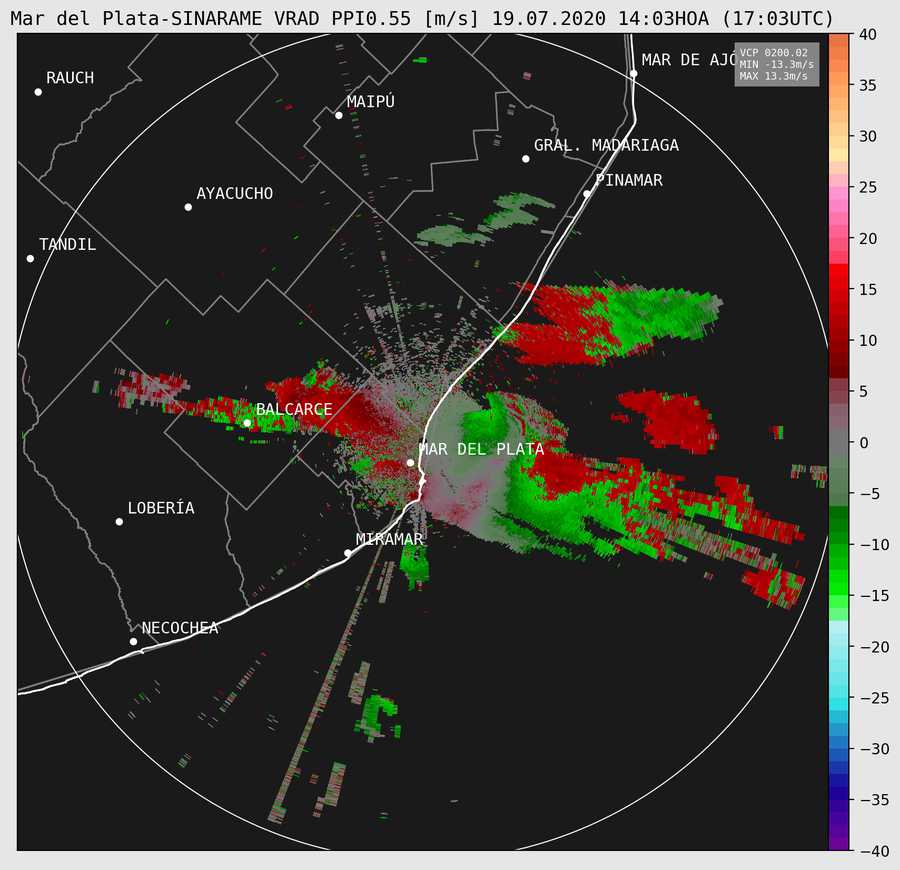 Mar del Plata-SINARAME VRAD PPI0.55 [m/s] 19.07.2020 14:03HOA (17:03UTC)
MAR DE AJÓ
VCP 0200.02
MIN -13.3m/s
MAX 13.3m/s
RAUCH
MAIPÚ
GRAL. MADARIAGA
PINAMAR
AYACUCHO
TANDIL
BALCARCE
MAR DEL PLATA
LOBERÍA
MIRAMAR
NECOCHEA
40
35
30
25
20
15
10
5
0
−5
−10
−15
−20
−25
−30
−35
−40